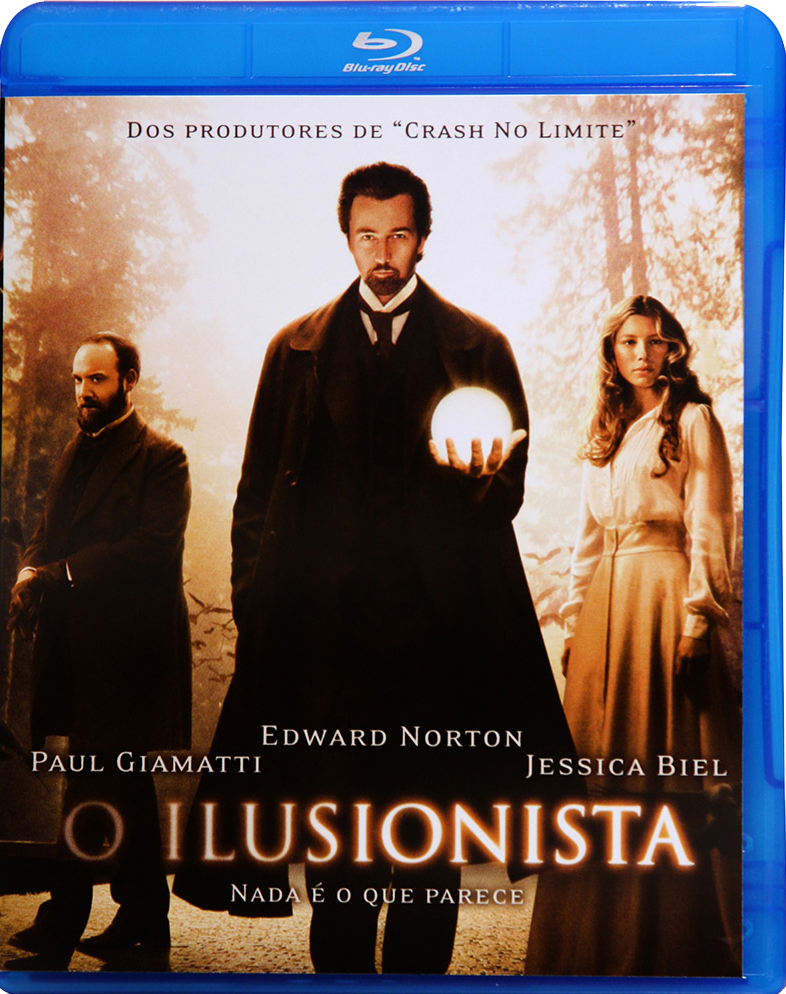 Blu-ray Disc
DOS PRODUTORES DE “CRASH NO LIMITE”
EDWARD NORTON
PAUL GIAMATTI
JESSICA BIEL
O ILUSIONISTA
NADA É O QUE PARECE